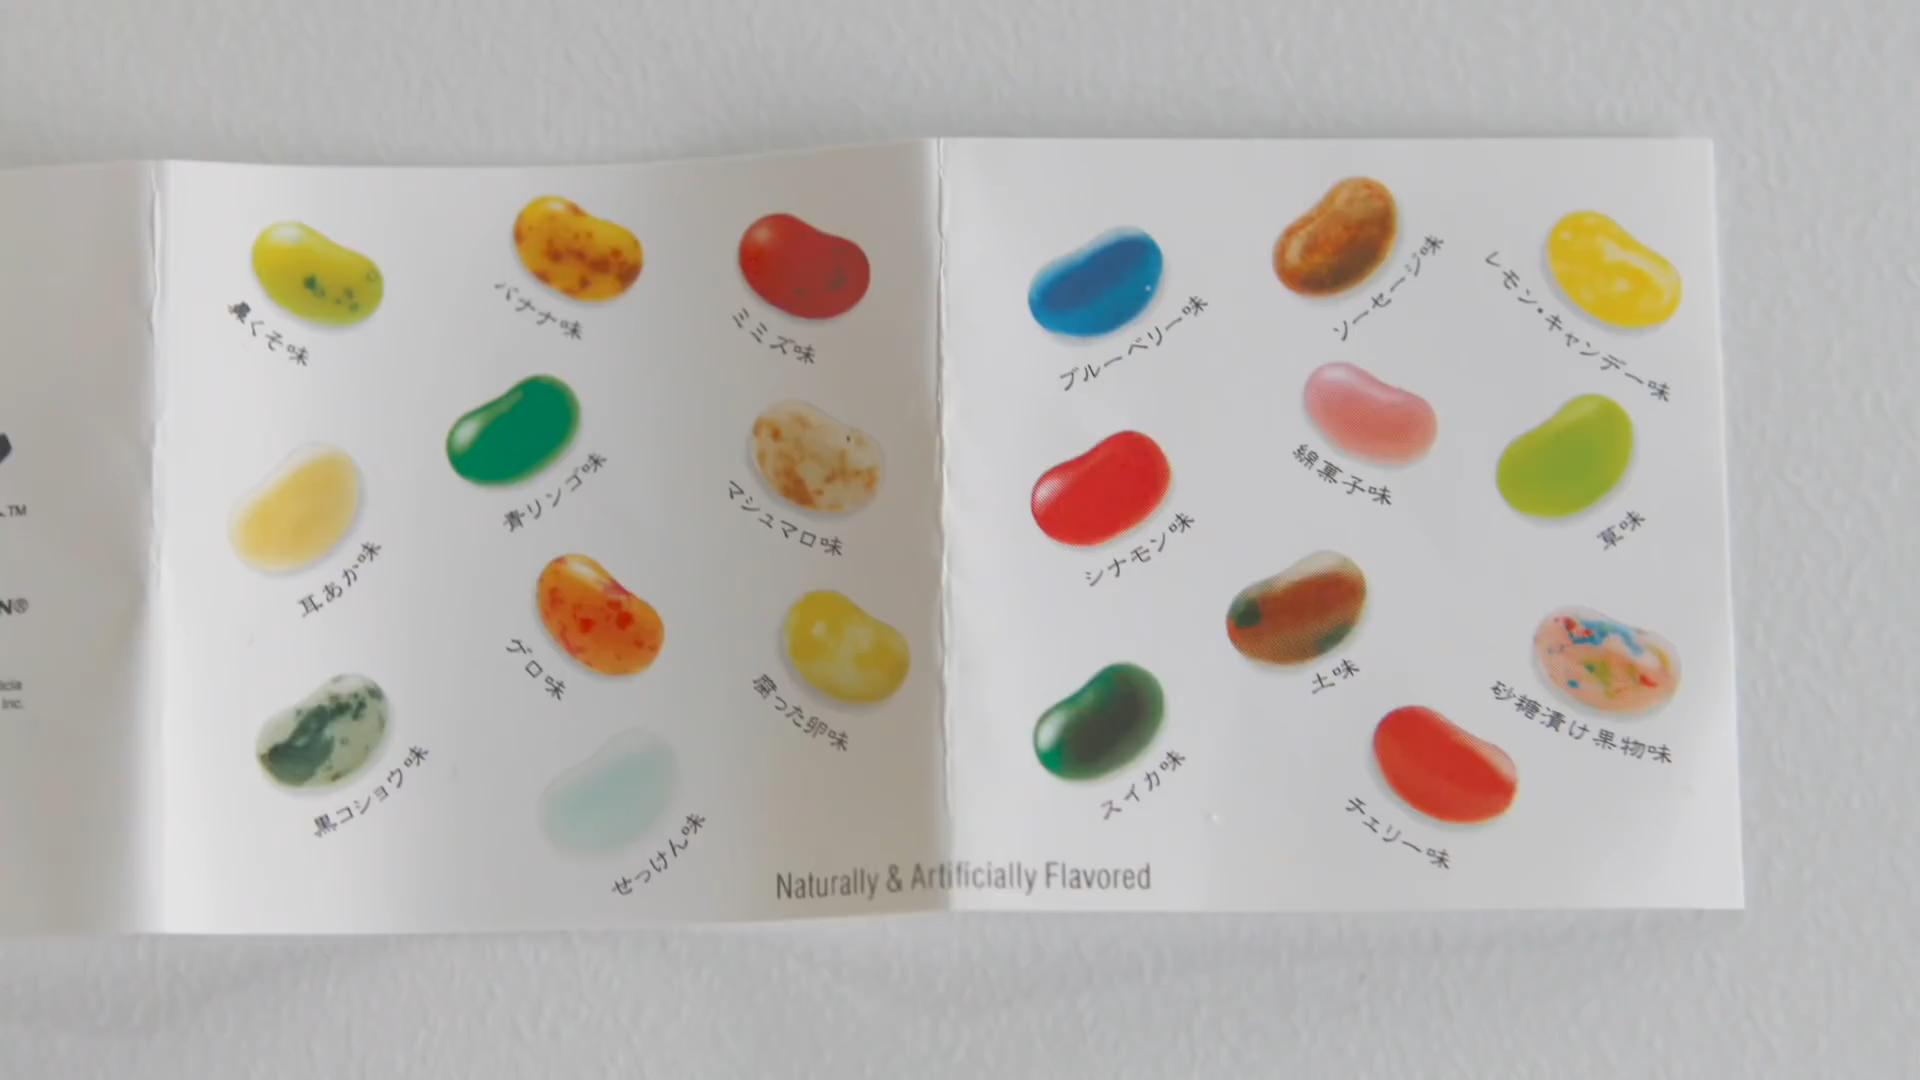 TM
N®
Inc.
鼻くそ味
バナナ味
ミミズ味
耳あか味
青リンゴ味
マシュマロ味
黒コショウ味
ゲロ味
腐った卵味
せっけん味
ブルーベリー味
ソーセージ味
レモン・キャンデー味
シナモン味
綿菓子味
草味
スイカ味
土味
砂糖漬け果物味
チェリー味
Naturally & Artificially Flavored